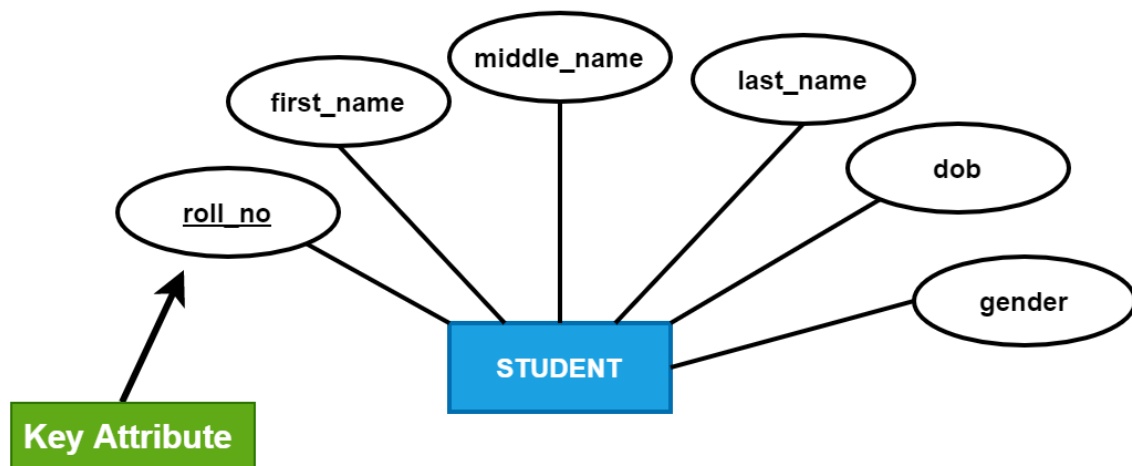 middle_name
last_name
first_name
dob
roll_no
gender
STUDENT
Key Attribute